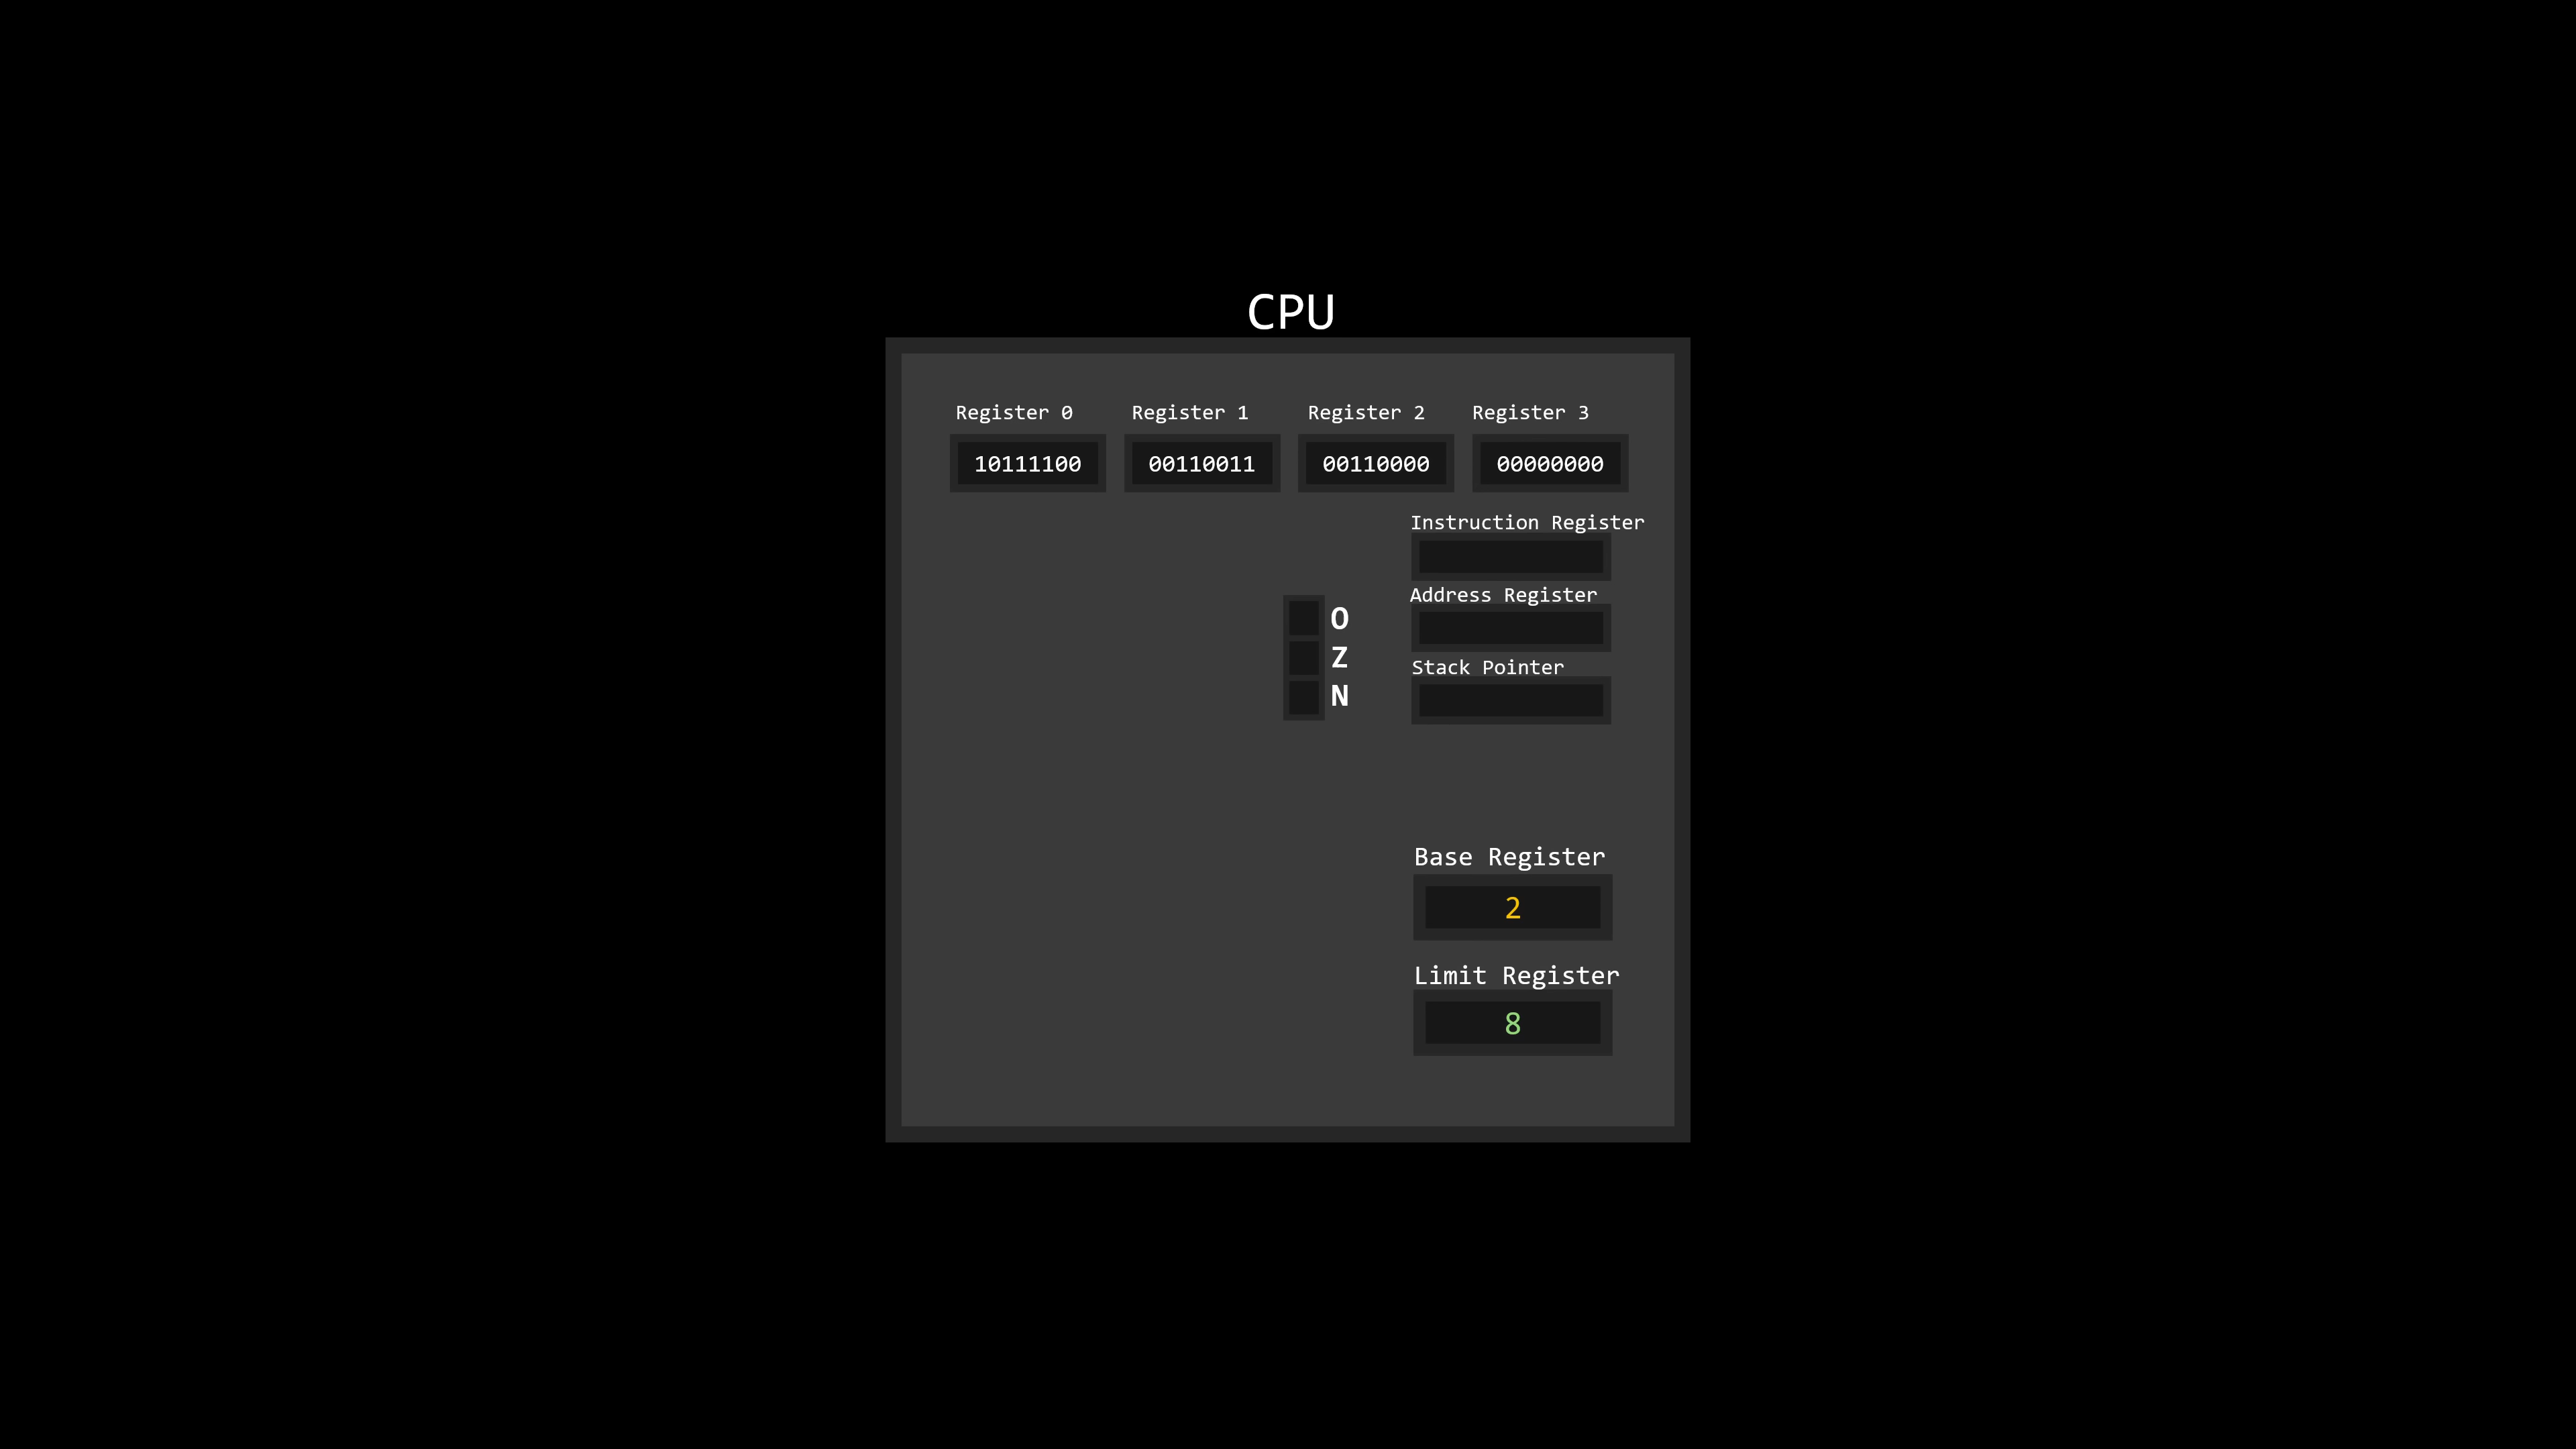 CPU
Register 0 Register 1 Register 2 Register 3
10111100 00110011 00110000 00000000
Instruction Register
Address Register
O
Z
N
Stack Pointer
Base Register
2
Limit Register
8